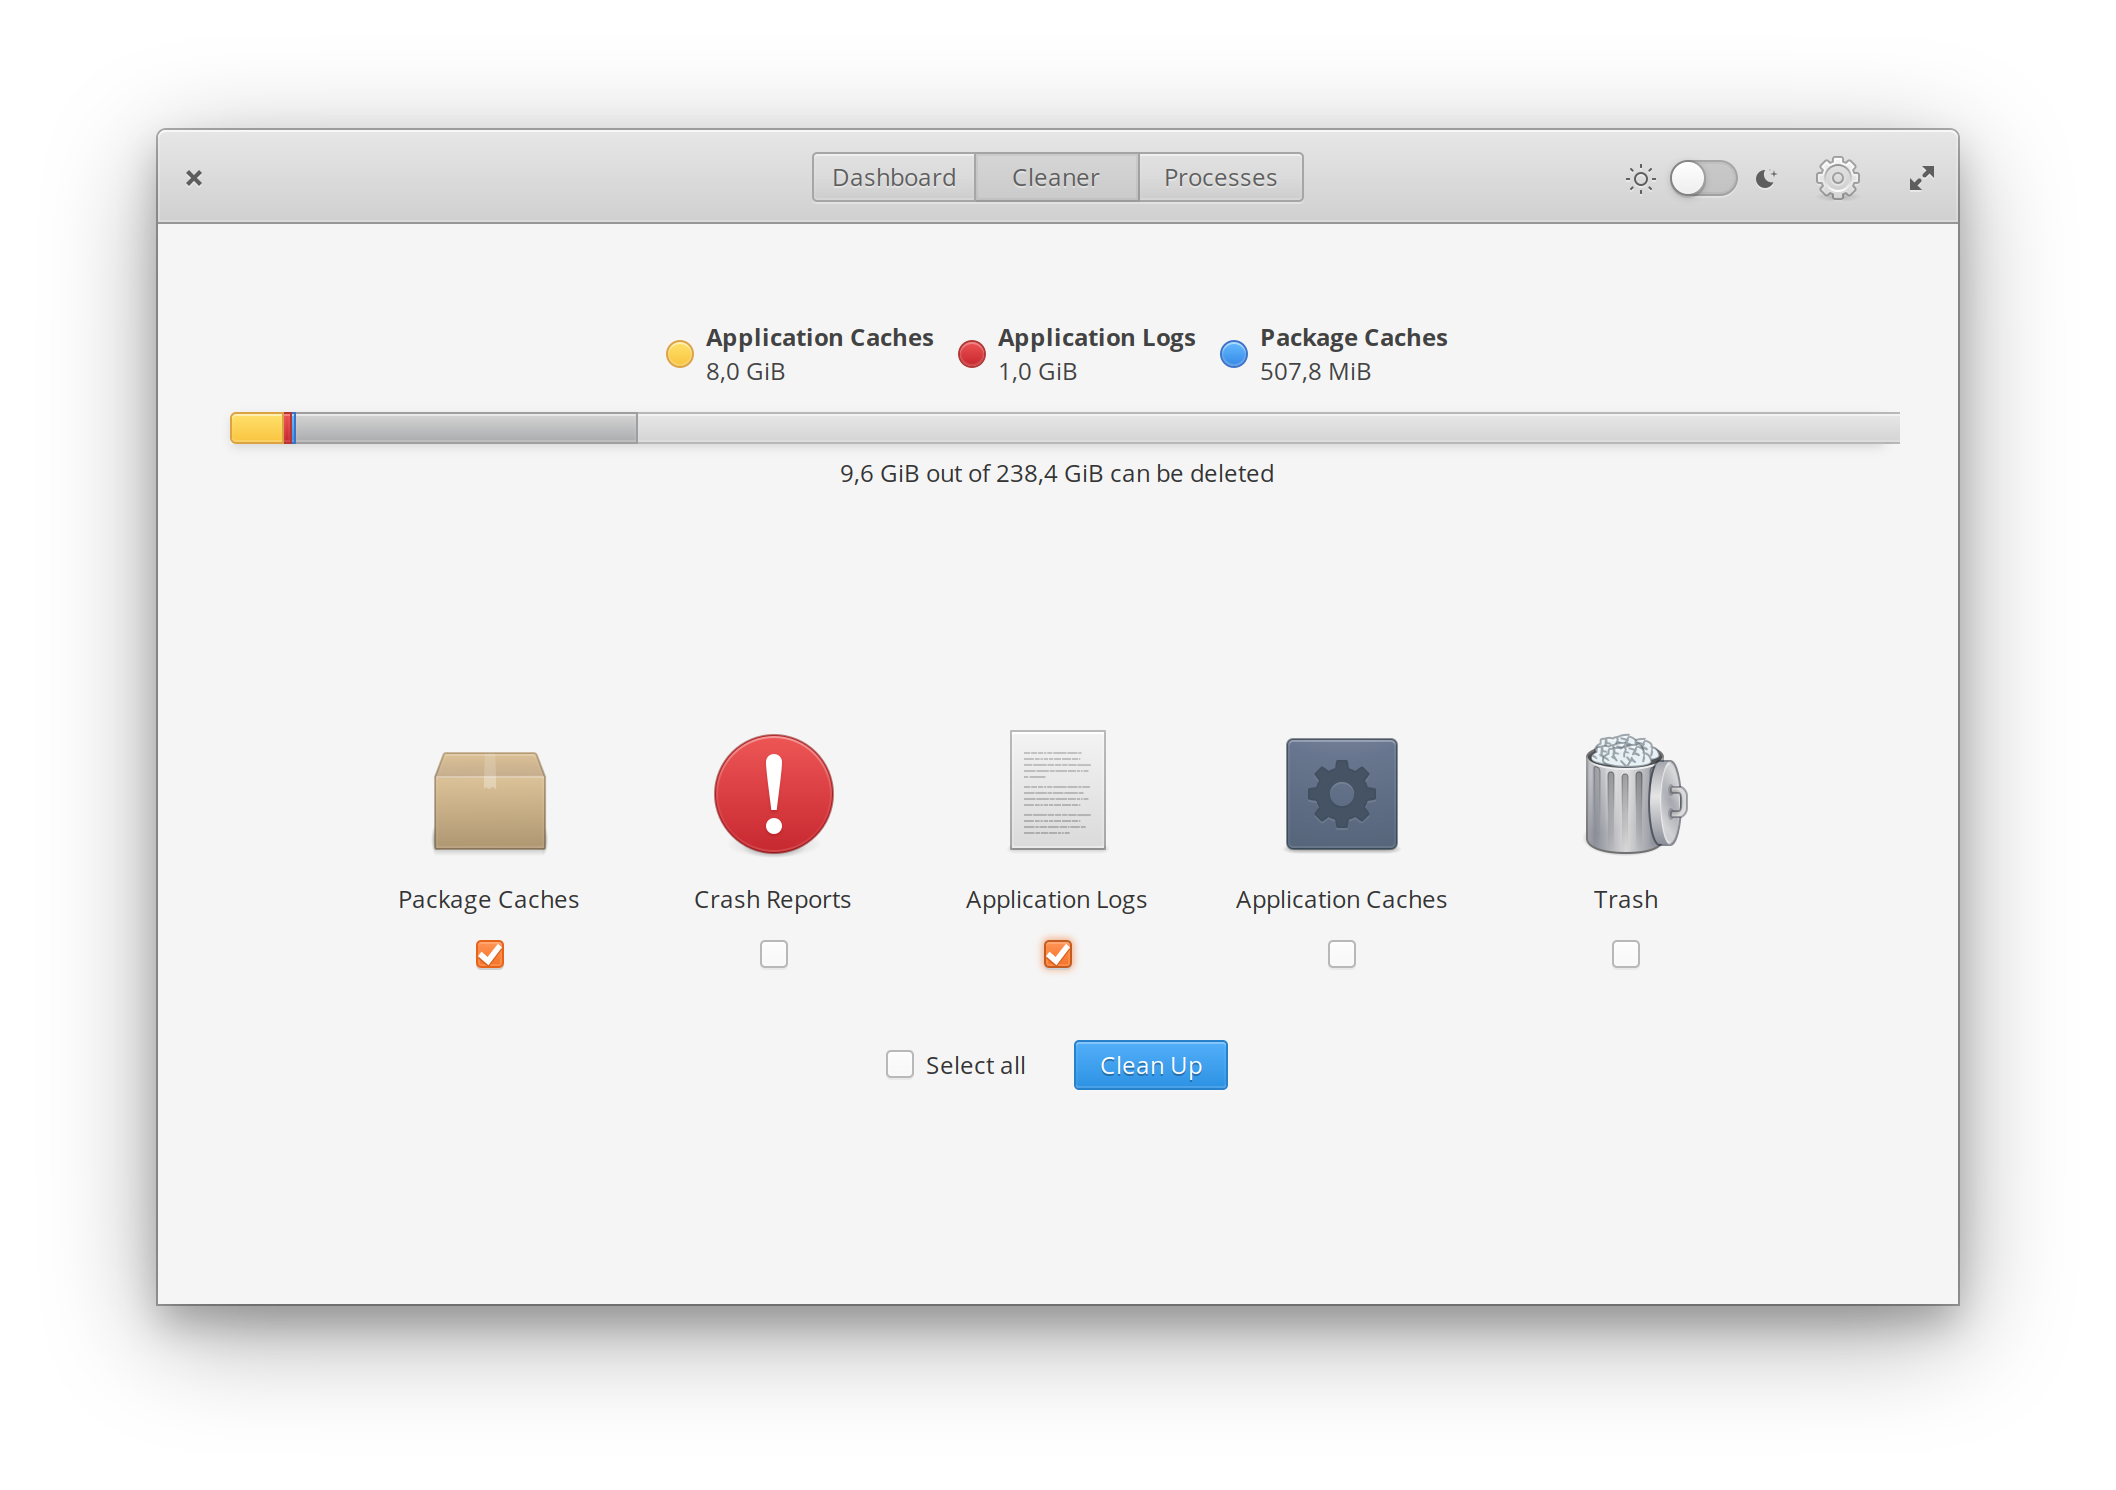 Dashboard Cleaner Processes
Application Caches Application Logs Package Caches
8,0 GiB 1,0 GiB 507,8 MiB
9,6 GiB out of 238,4 GiB can be deleted
Package Caches Crash Reports Application Logs Application Caches Trash
Select all Clean Up